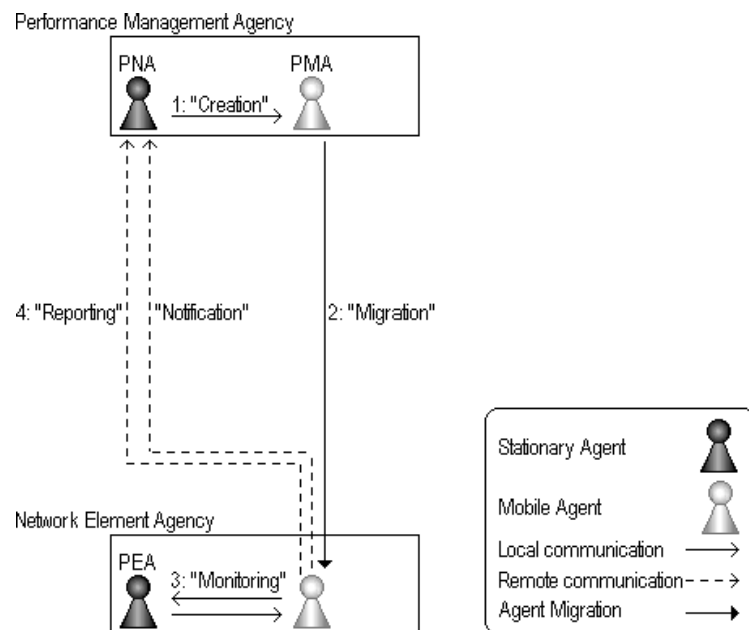 Performance Management Agency
PNA
PMA
1: "Creation"
4: "Reporting"
"Notification"
2: "Migration"
Network Element Agency
PEA
3: "Monitoring"
Stationary Agent
Mobile Agent
Local communication
Remote communication
Agent Migration